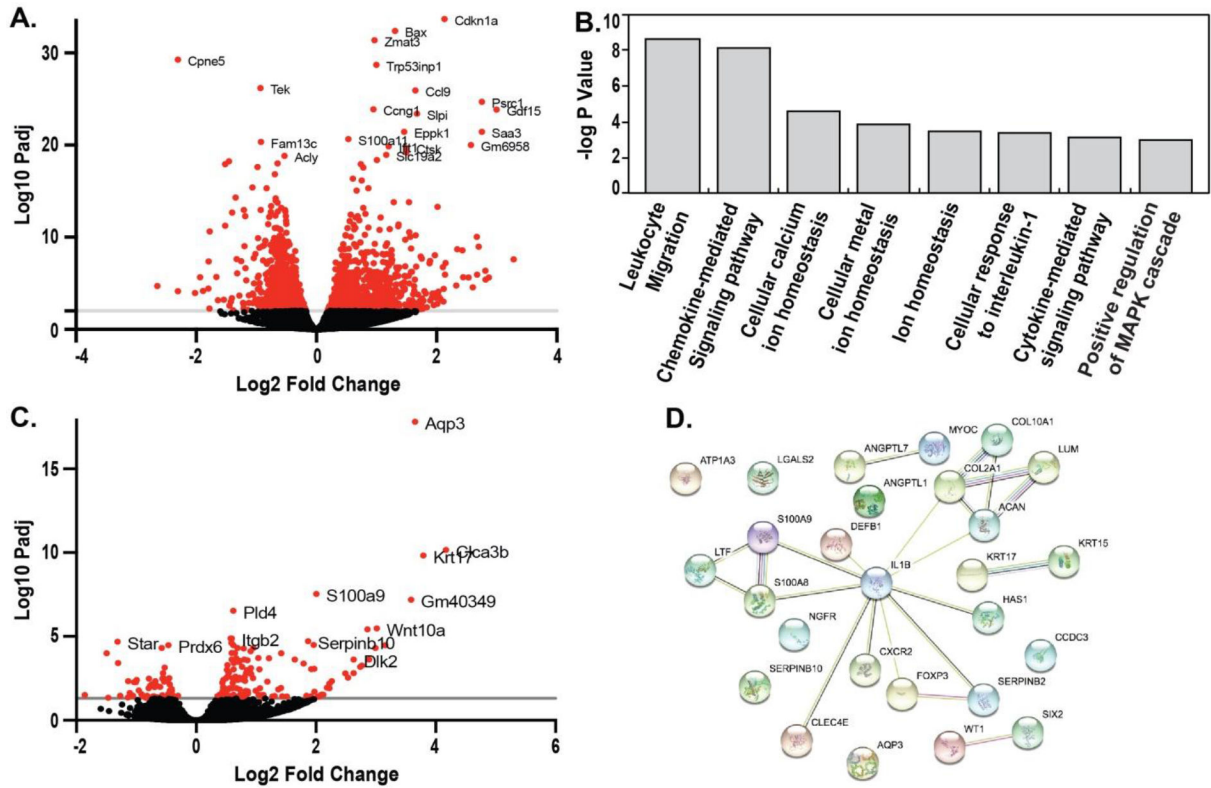 A.
Log10 Padj
30
20
10
0
-4
-2
0
2
4
Log2 Fold Change
Cdkn1a
Bax
Zmat3
Cpne5
Trp53inp1
Tek
Ccl9
Psrc1
Ccng1
Gdf15
Slpi
Eppk1
Saa3
Fam13c
S100a11
Gm6958
Ctsk
Acly
Slc19a2
B.
-log P Value
10
8
6
4
2
0
Leukocyte
Migration
Chemokine-mediated
Signaling pathway
Cellular calcium
ion homeostasis
Cellular metal
ion homeostasis
Ion homeostasis
Cellular response
to interleukin-1
Cytokine-mediated
signaling pathway
Positive regulation
of MAPK cascade
C.
Log10 Padj
15
10
5
0
-2
0
2
4
6
Log2 Fold Change
Aqp3
Clca3b
Krt17
S100a9
Gm40349
Pld4
Wnt10a
Star
Prdx6
Itgb2
Serpinb10
Dlk2
D.
MYOC
COL10A1
ANGPTL7
ATP1A3
LGALS2
COL2A1
LUM
ANGPTL1
ACAN
S100A9
DEFB1
LTF
IL1B
KRT17
KRT15
S100A8
HAS1
NGFR
CCDC3
CXCR2
SERPINB10
FOXP3
SERPINB2
CLEC4E
WT1
SIX2
AQP3